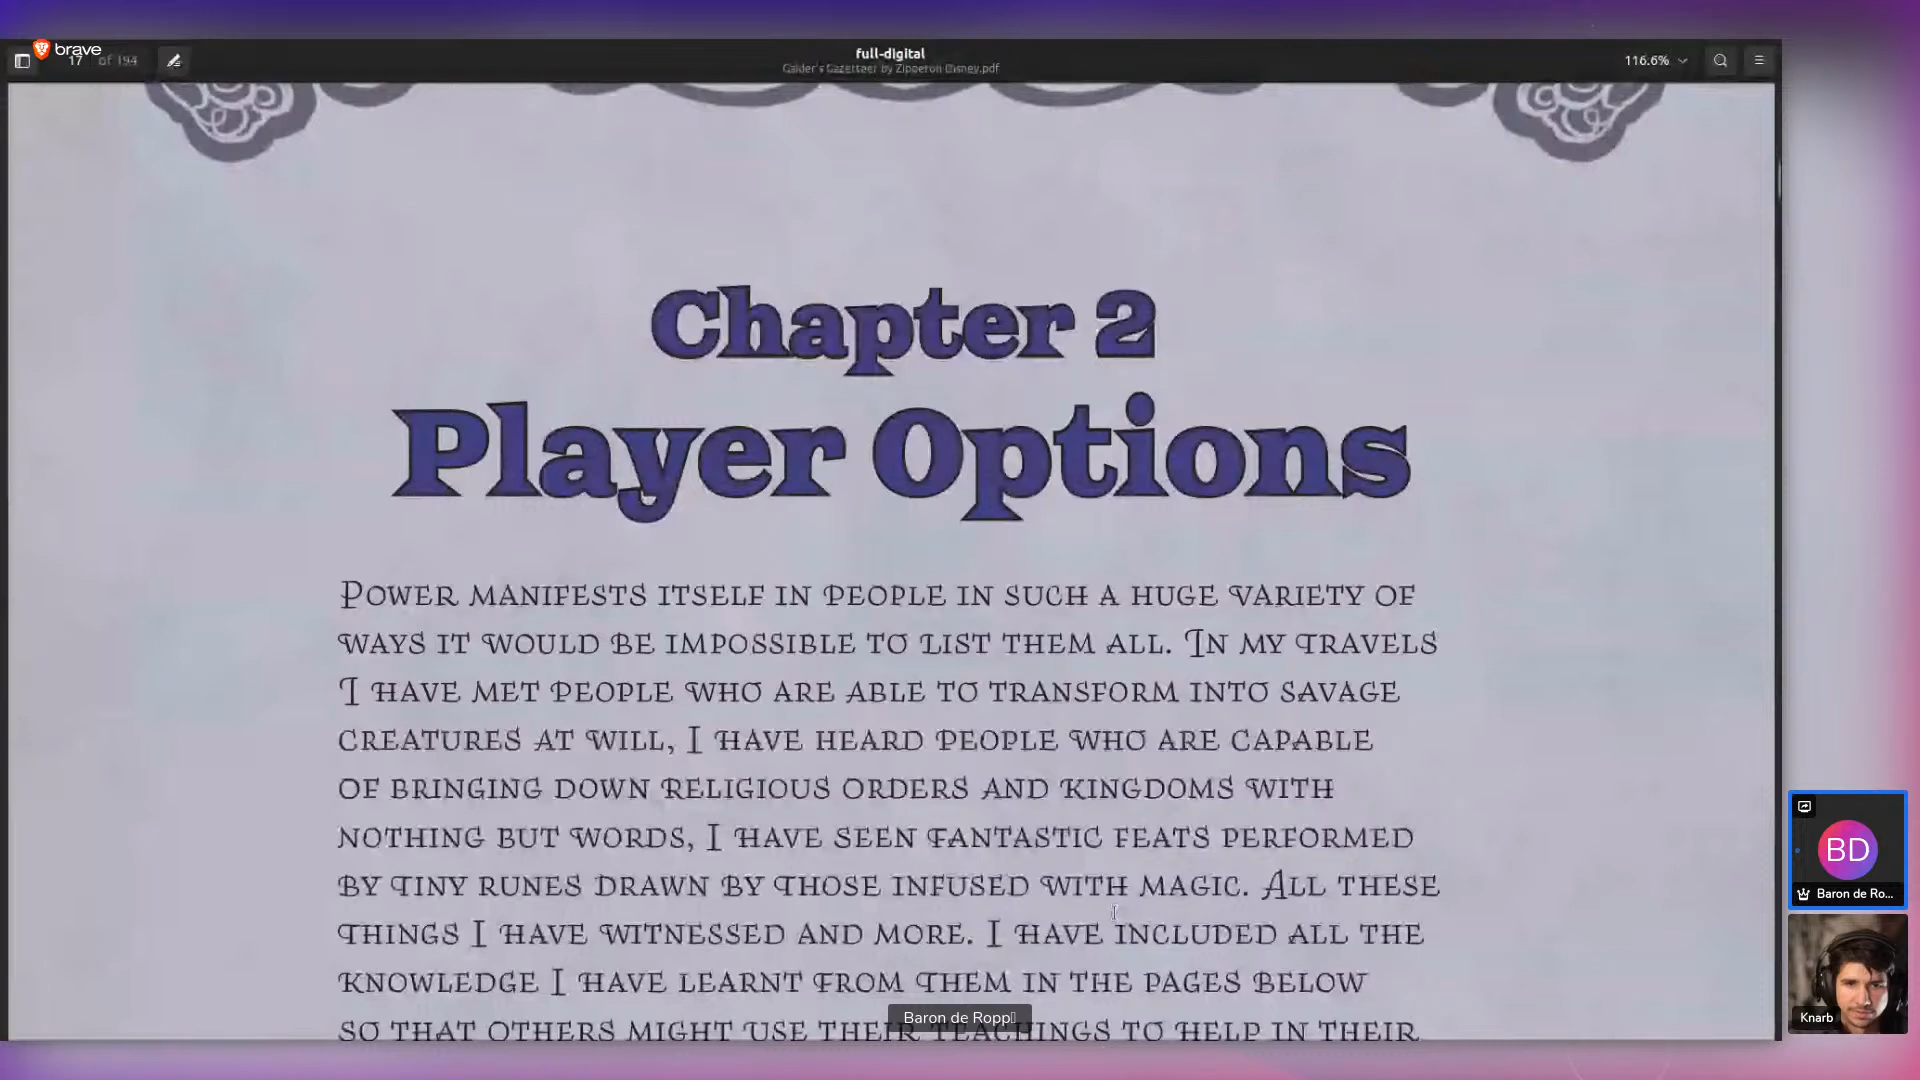 brave
17 of 194
full-digital
Calder's Gazetteer by Zipperon Disney.pdf
116.6%
Chapter 2
Player Options
Power manifests itself in people in such a huge variety of
ways it would be impossible to list them all. In my travels
I have met people who are able to transform into savage
creatures at will, I have heard people who are capable
of bringing down religious orders and kingdoms with
nothing but words, I have seen fantastic feats performed
by tiny runes drawn by those infused with magic. All these
things I have witnessed and more. I have included all the
knowledge I have learnt from them in the pages below
so that others might use their teachings to help in their
Baron de Ropp
BD
Baron de Ro...
Knarb